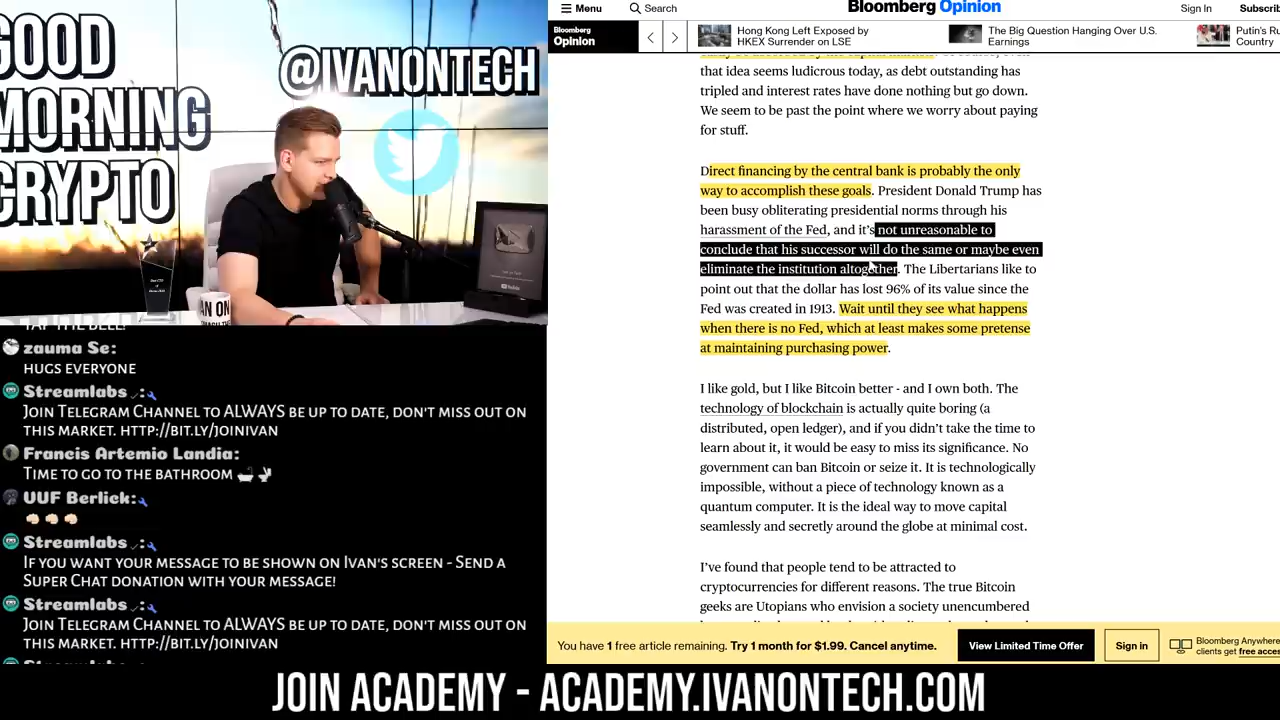 GOOD
MORNING
CRYPTO
@IVANONTECH
AN ON
TAP THE BELL!
zauma Se:
HUGS EVERYONE
Streamlabs :
Join Telegram Channel to ALWAYS be up to date, don't miss out on
this market. http://bit.ly/joinivan
Francis Artemio Landia:
Time to go to the bathroom
UUF Berlick:
Streamlabs :
If you want your message to be shown on Ivan's screen - Send a
Super Chat donation with your message!
Streamlabs :
Join Telegram Channel to ALWAYS be up to date, don't miss out on
this market. http://bit.ly/joinivan
Menu
Search
Bloomberg Opinion
Sign In
Subscri
Bloomberg
Opinion
Hong Kong Left Exposed by
HKEX Surrender on LSE
The Big Question Hanging Over U.S.
Earnings
Putin's Ru
Country
that idea seems ludicrous today, as debt outstanding has
tripled and interest rates have done nothing but go down.
We seem to be past the point where we worry about paying
for stuff.
Direct financing by the central bank is probably the only
way to accomplish these goals. President Donald Trump has
been busy obliterating presidential norms through his
harassment of the Fed, and it's not unreasonable to
conclude that his successor will do the same or maybe even
eliminate the institution altogether. The Libertarians like to
point out that the dollar has lost 96% of its value since the
Fed was created in 1913. Wait until they see what happens
when there is no Fed, which at least makes some pretense
at maintaining purchasing power.
I like gold, but I like Bitcoin better - and I own both. The
technology of blockchain is actually quite boring (a
distributed, open ledger), and if you didn't take the time to
learn about it, it would be easy to miss its significance. No
government can ban Bitcoin or seize it. It is technologically
impossible, without a piece of technology known as a
quantum computer. It is the ideal way to move capital
seamlessly and secretly around the globe at minimal cost.
I've found that people tend to be attracted to
cryptocurrencies for different reasons. The true Bitcoin
geeks are Utopians who envision a society unencumbered
You have 1 free article remaining. Try 1 month for $1.99. Cancel anytime.
View Limited Time Offer
Sign in
Bloomberg Anywhere
clients get free acces
JOIN ACADEMY - ACADEMY.IVANONTECH.COM